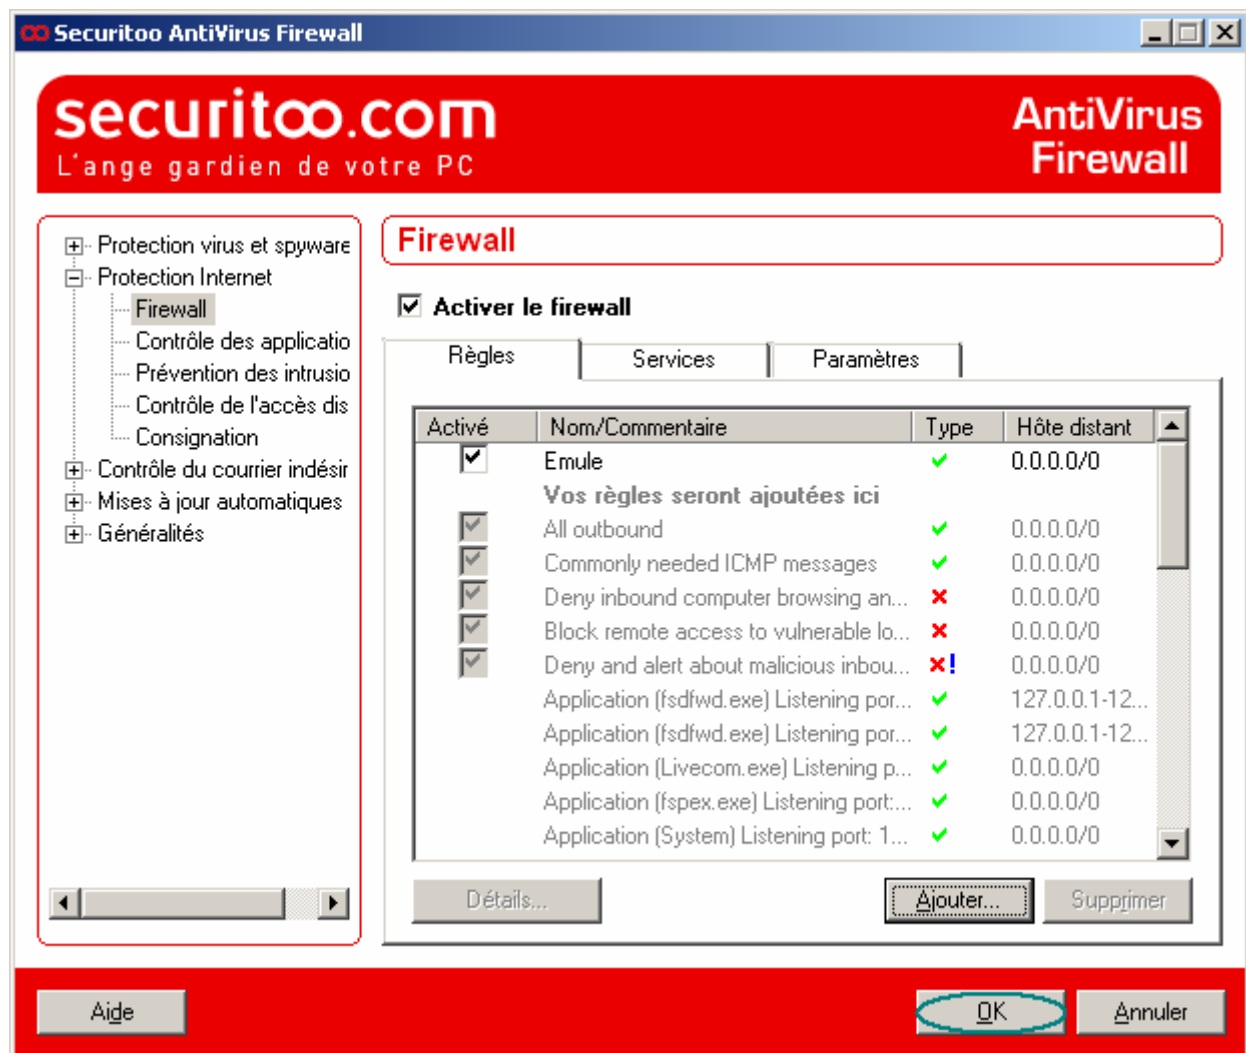 Securitoo AntiVirus Firewall
securitoo.com
L'ange gardien de votre PC
AntiVirus
Firewall
Protection virus et spyware
Protection Internet
Firewall
Contrôle des applicatio
Prévention des intrusio
Contrôle de l'accès dis
Consignation
Contrôle du courrier indésir
Mises à jour automatiques
Généralités
Firewall
Activer le firewall
Règles Services Paramètres
Activé Nom/Commentaire Type Hôte distant
Emule 0.0.0.0/0
Vos règles seront ajoutées ici
All outbound 0.0.0.0/0
Commonly needed ICMP messages 0.0.0.0/0
Deny inbound computer browsing an... 0.0.0.0/0
Block remote access to vulnerable lo... 0.0.0.0/0
Deny and alert about malicious inbou... 0.0.0.0/0
Application (fsdfwd.exe) Listening por... 127.0.0.1-12...
Application (fsdfwd.exe) Listening por... 127.0.0.1-12...
Application (Livecom.exe) Listening p... 0.0.0.0/0
Application (fspex.exe) Listening port:... 0.0.0.0/0
Application (System) Listening port: 1... 0.0.0.0/0
Détails... Ajouter... Supprimer
Aide OK Annuler